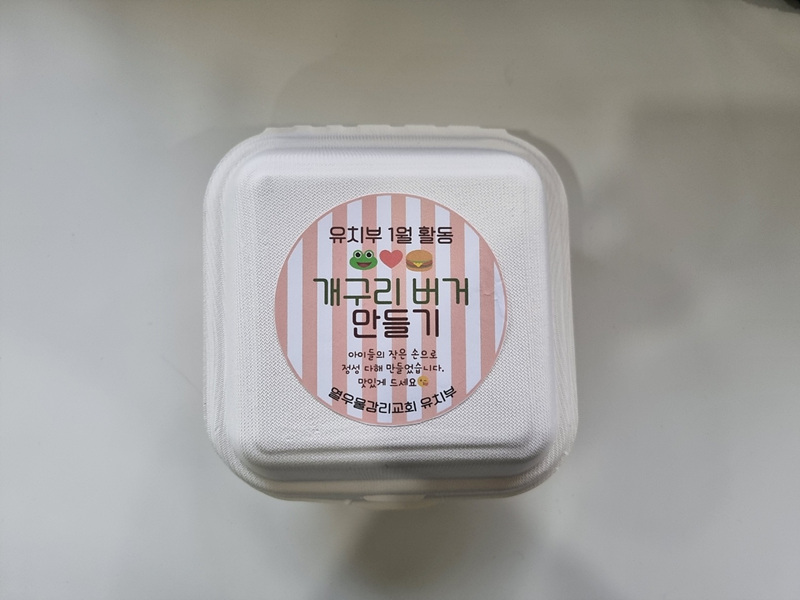 유치부 1월 활동
🐸❤️🍔
개구리 버거
만들기
아이들의 작은 손으로
정성 다해 만들었습니다.
맛있게 드세요😘
열우물감리교회 유치부